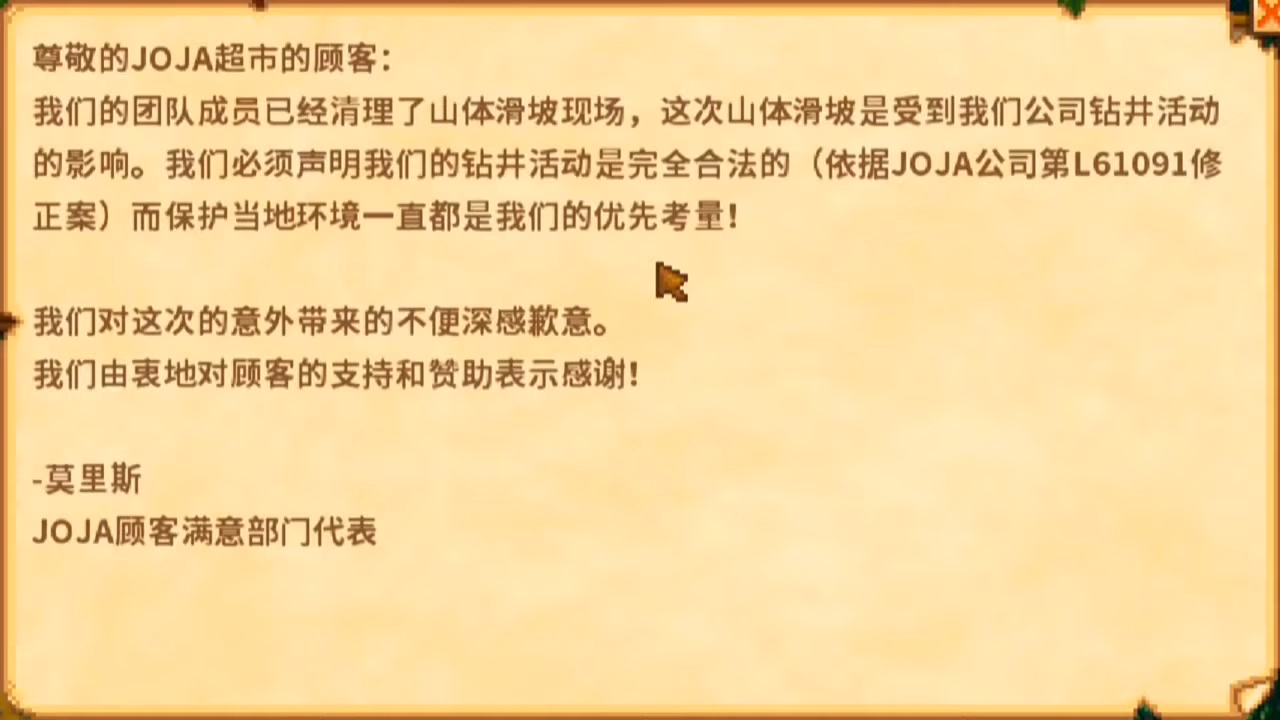 尊敬的JOJA超市的顾客：
我们的团队成员已经清理了山体滑坡现场，这次山体滑坡是受到我们公司钻井活动
的影响。我们必须声明我们的钻井活动是完全合法的（依据JOJA公司第L61091修
正案）而保护当地环境一直都是我们的优先考量！
我们对这次的意外带来的不便深感歉意。
我们由衷地对顾客的支持和赞助表示感谢！
-莫里斯
JOJA顾客满意部门代表